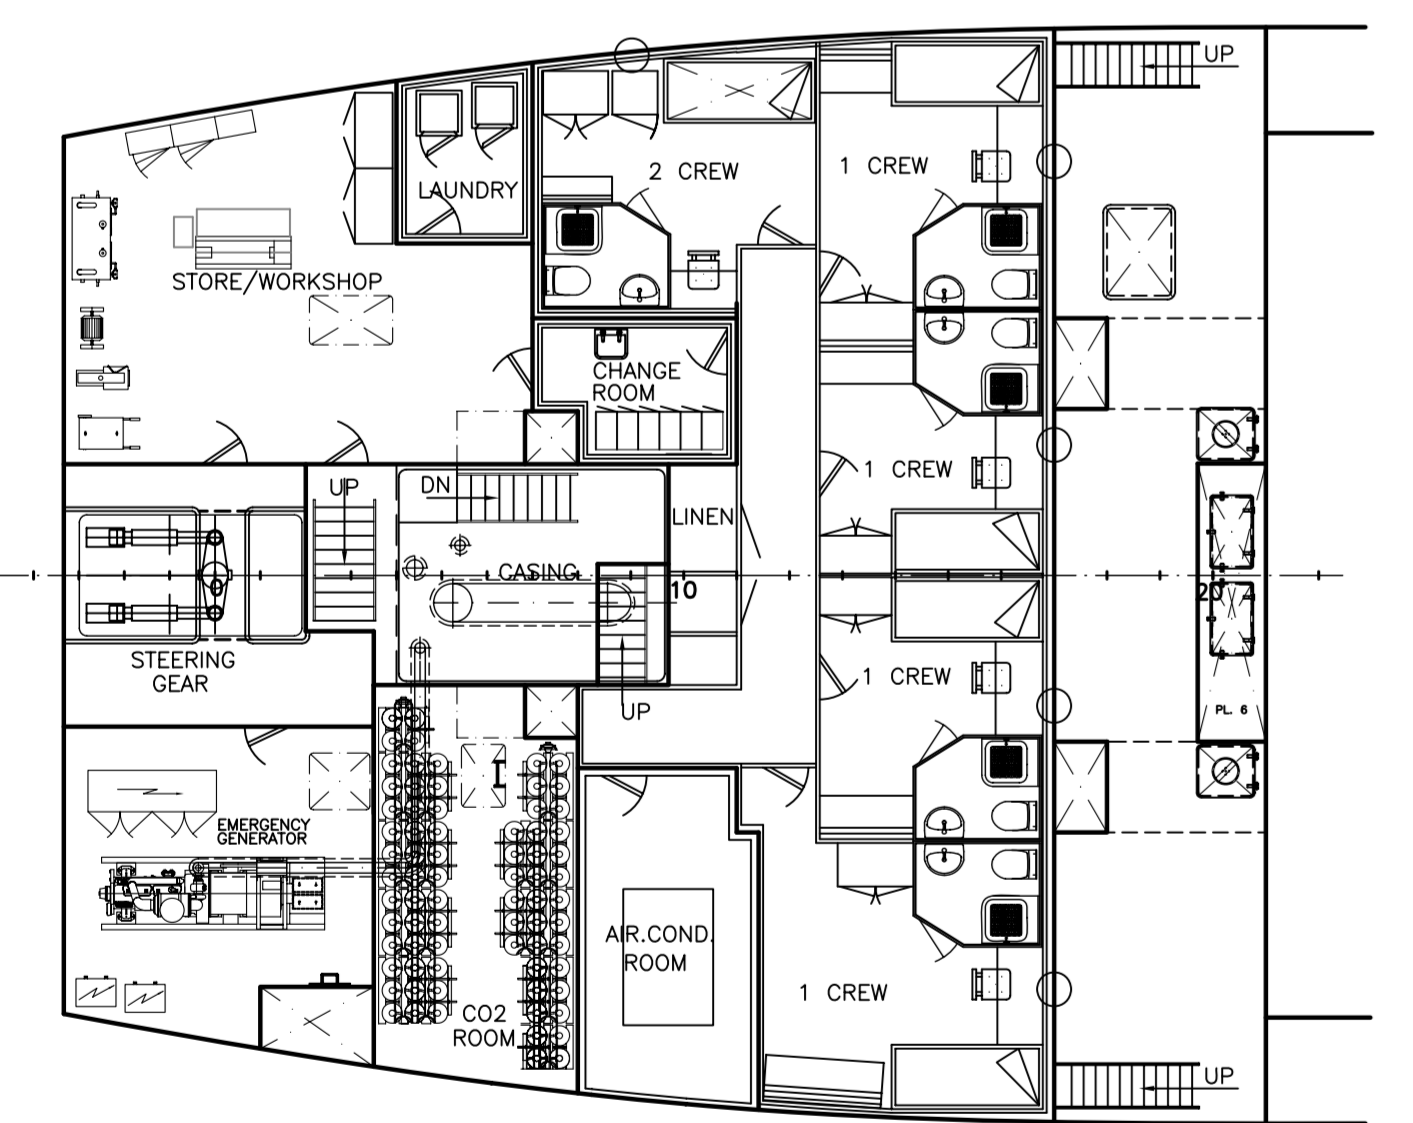 UP
2 CREW
1 CREW
LAUNDRY
STORE/WORKSHOP
CHANGE
ROOM
1 CREW
UP
DN
LINEN
CASING
10
20
STEERING
GEAR
1 CREW
UP
PL. 6
EMERGENCY
GENERATOR
AIR.COND.
ROOM
1 CREW
CO2
ROOM
UP